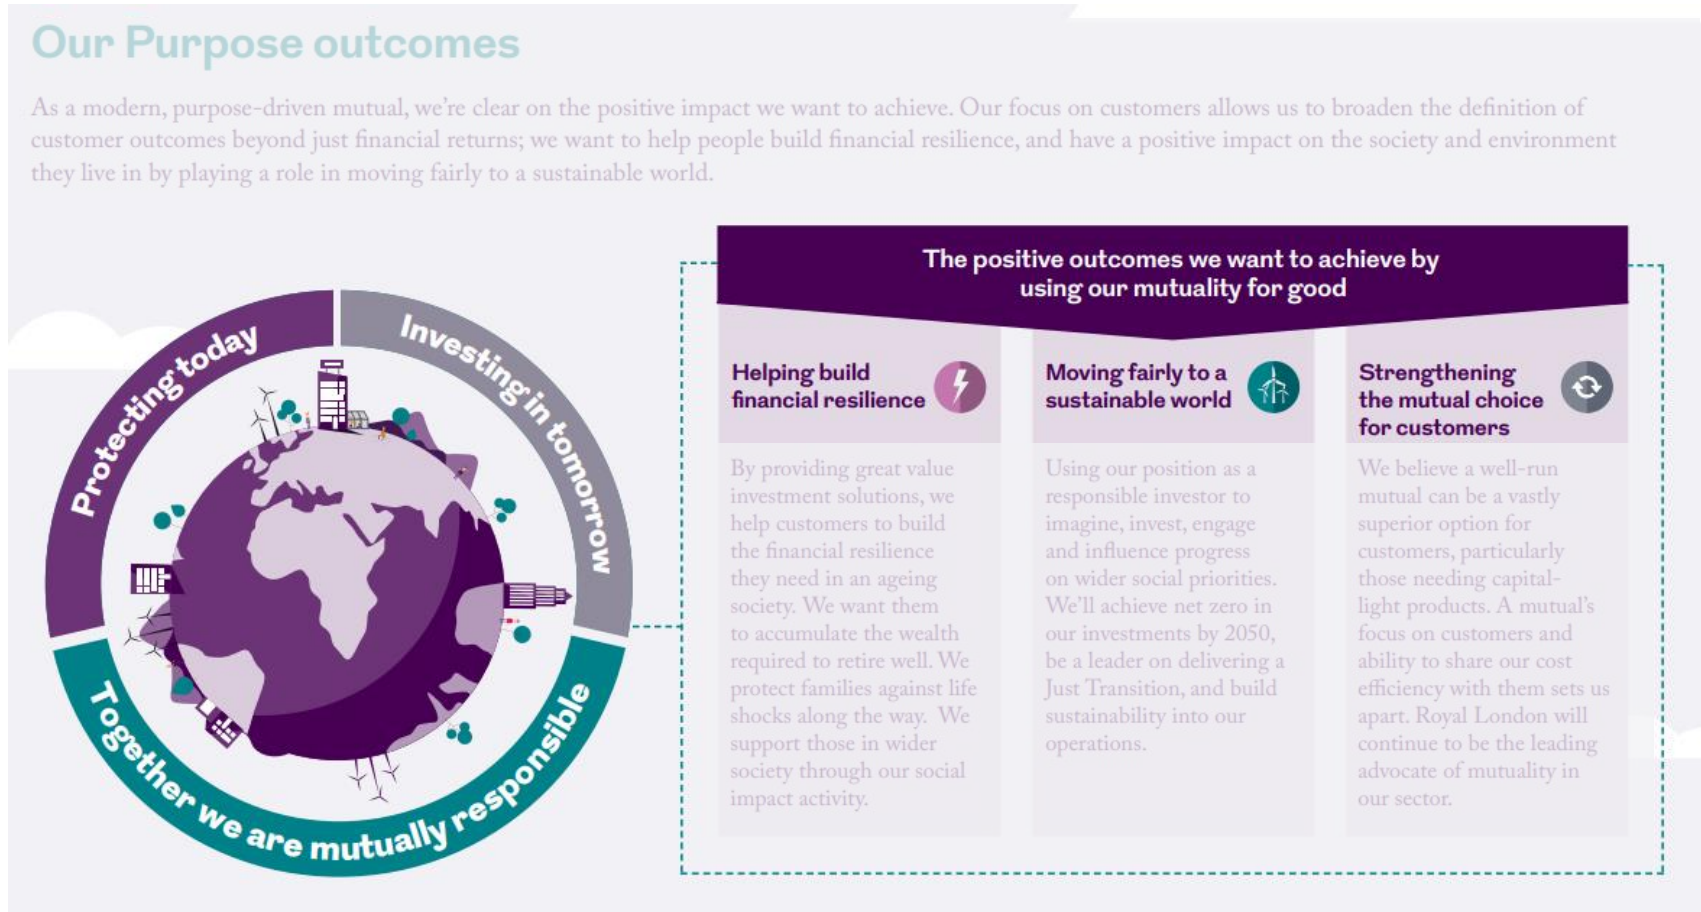 Our Purpose outcomes
As a modern, purpose-driven mutual, we're clear on the positive impact we want to achieve. Our focus on customers allows us to broaden the definition of
customer outcomes beyond just financial returns; we want to help people build financial resilience, and have a positive impact on the society and environment
they live in by playing a role in moving fairly to a sustainable world.
Protecting today
Investing in tomorrow
Together we are mutually responsible
The positive outcomes we want to achieve by
using our mutuality for good
Helping build
financial resilience
By providing great value
investment solutions, we
help customers to build
the financial resilience
they need in an ageing
society. We want them
to accumulate the wealth
required to retire well. We
protect families against life
shocks along the way. We
support those in wider
society through our social
impact activity.
Moving fairly to a
sustainable world
Using our position as a
responsible investor to
imagine, invest, engage
and influence progress
on wider social priorities.
We'll achieve net zero in
our investments by 2050,
be a leader on delivering a
Just Transition, and build
sustainability into our
operations.
Strengthening
the mutual choice
for customers
We believe a well-run
mutual can be a vastly
superior option for
customers, particularly
those needing capital-
light products. A mutual's
focus on customers and
ability to share our cost
efficiency with them sets us
apart. Royal London will
continue to be the leading
advocate of mutuality in
our sector.